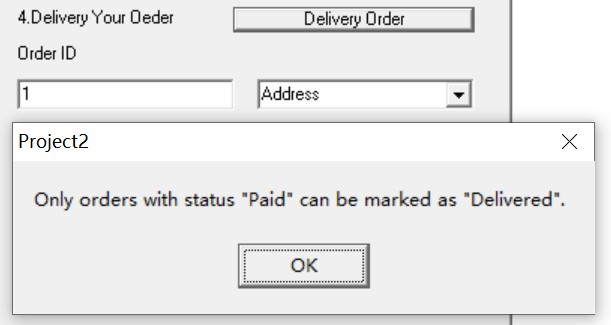 4.Delivery Your Oeder
Delivery Order
Order ID
1
Address
Project2
Only orders with status "Paid" can be marked as "Delivered".
OK